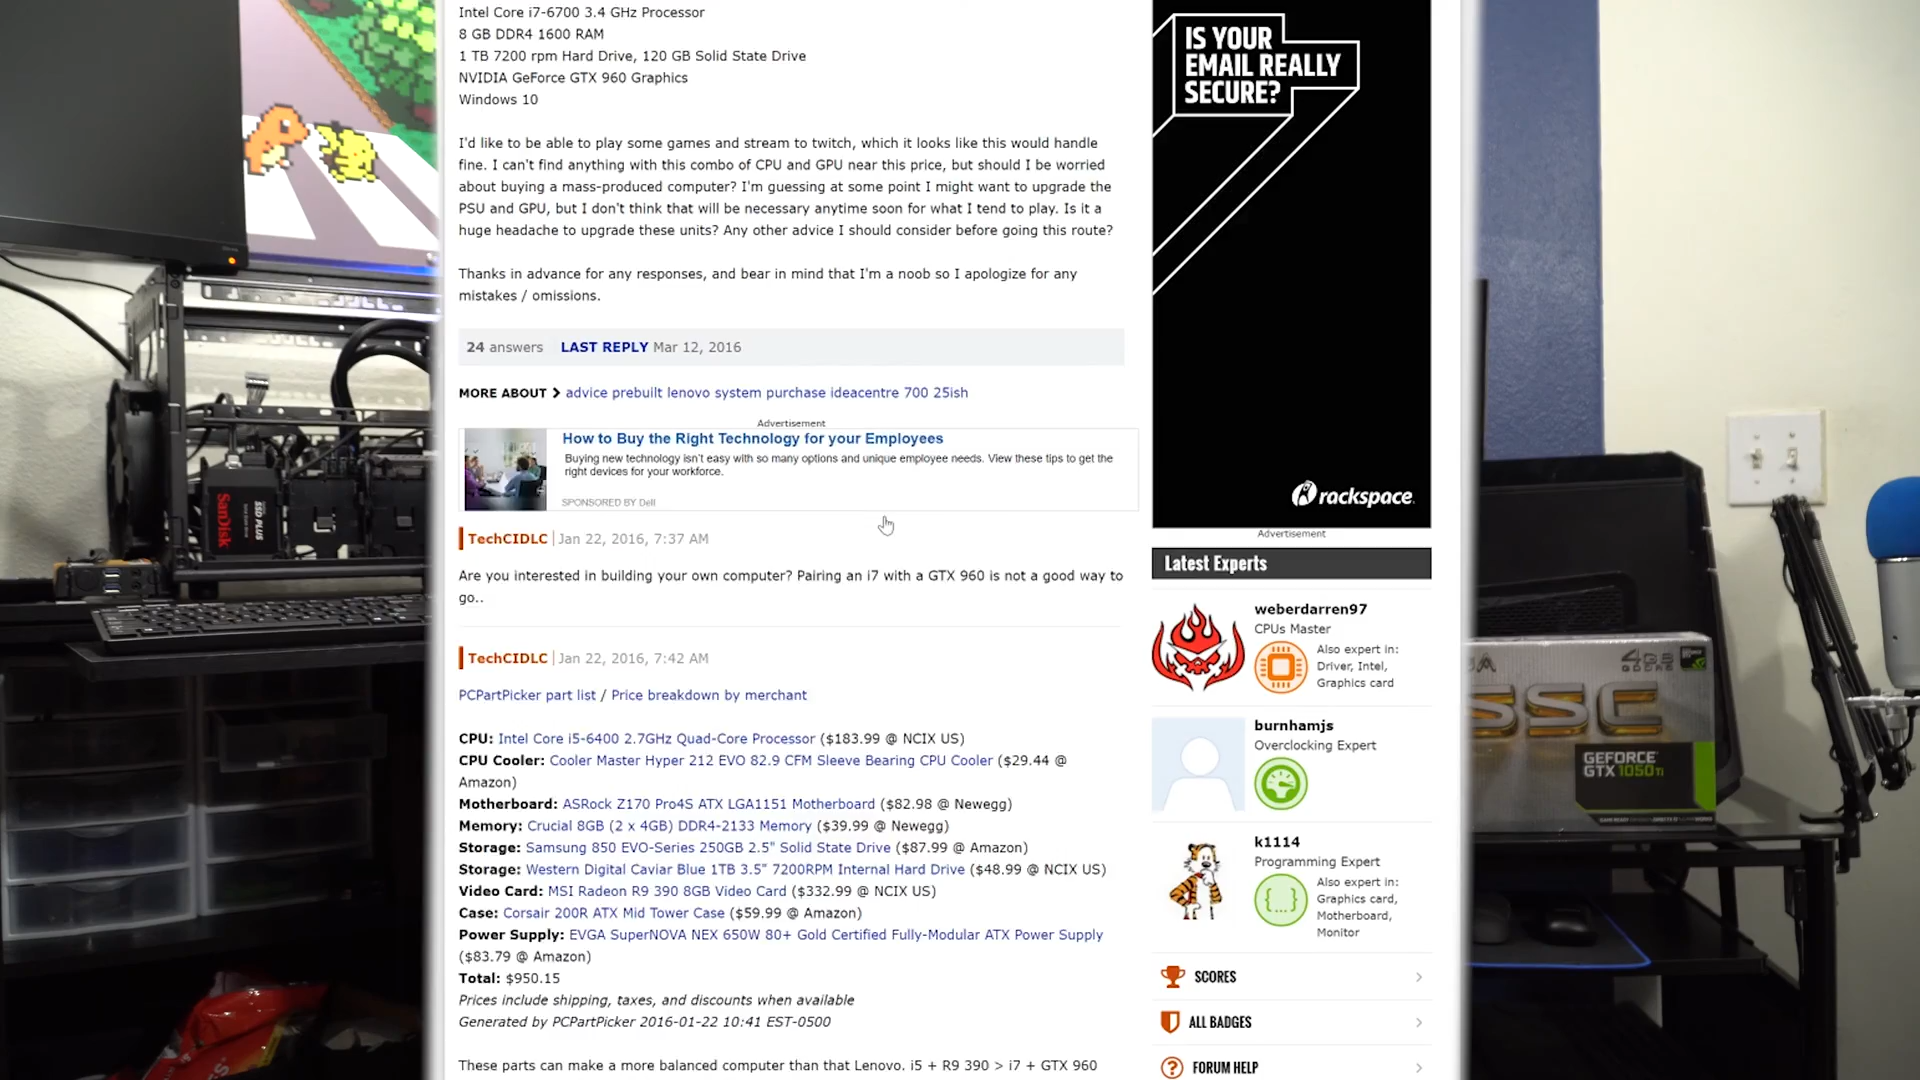 Intel Core i7-6700 3.4 GHz Processor
8 GB DDR4 1600 RAM
1 TB 7200 rpm Hard Drive, 120 GB Solid State Drive
NVIDIA GeForce GTX 960 Graphics
Windows 10
I'd like to be able to play some games and stream to twitch, which it looks like this would handle
fine. I can't find anything with this combo of CPU and GPU near this price, but should I be worried
about buying a mass-produced computer? I'm guessing at some point I might want to upgrade the
PSU and GPU, but I don't think that will be necessary anytime soon for what I tend to play. Is it a
huge headache to upgrade these units? Any other advice I should consider before going this route?
Thanks in advance for any responses, and bear in mind that I'm a noob so I apologize for any
mistakes / omissions.
24 answers LAST REPLY Mar 12, 2016
MORE ABOUT > advice prebuilt lenovo system purchase ideacentre 700 25ish
Advertisement
How to Buy the Right Technology for your Employees
Buying new technology isn't easy with so many options and unique employee needs. View these tips to get the
right devices for your workforce.
SPONSORED BY Dell
TechCIDLC | Jan 22, 2016, 7:37 AM
Are you interested in building your own computer? Pairing an i7 with a GTX 960 is not a good way to
go..
TechCIDLC | Jan 22, 2016, 7:42 AM
PCPartPicker part list / Price breakdown by merchant
CPU: Intel Core i5-6400 2.7GHz Quad-Core Processor ($183.99 @ NCIX US)
CPU Cooler: Cooler Master Hyper 212 EVO 82.9 CFM Sleeve Bearing CPU Cooler ($29.44 @
Amazon)
Motherboard: ASRock Z170 Pro4S ATX LGA1151 Motherboard ($82.98 @ Newegg)
Memory: Crucial 8GB (2 x 4GB) DDR4-2133 Memory ($39.99 @ Newegg)
Storage: Samsung 850 EVO-Series 250GB 2.5" Solid State Drive ($87.99 @ Amazon)
Storage: Western Digital Caviar Blue 1TB 3.5" 7200RPM Internal Hard Drive ($48.99 @ NCIX US)
Video Card: MSI Radeon R9 390 8GB Video Card ($332.99 @ NCIX US)
Case: Corsair 200R ATX Mid Tower Case ($59.99 @ Amazon)
Power Supply: EVGA SuperNOVA NEX 650W 80+ Gold Certified Fully-Modular ATX Power Supply
($83.79 @ Amazon)
Total: $950.15
Prices include shipping, taxes, and discounts when available
Generated by PCPartPicker 2016-01-22 10:41 EST-0500
These parts can make a more balanced computer than that Lenovo. i5 + R9 390 > i7 + GTX 960
IS YOUR
EMAIL REALLY
SECURE?
rackspace.
Advertisement
Latest Experts
weberdarren97
CPUs Master
Also expert in:
Driver, Intel,
Graphics card
burnhamjs
Overclocking Expert
k1114
Programming Expert
{...}
Also expert in:
Graphics card,
Motherboard,
Monitor
SCORES
ALL BADGES
FORUM HELP
SanDisk
SSD PLUS
SSC
GEFORCE
GTX 1050 Ti